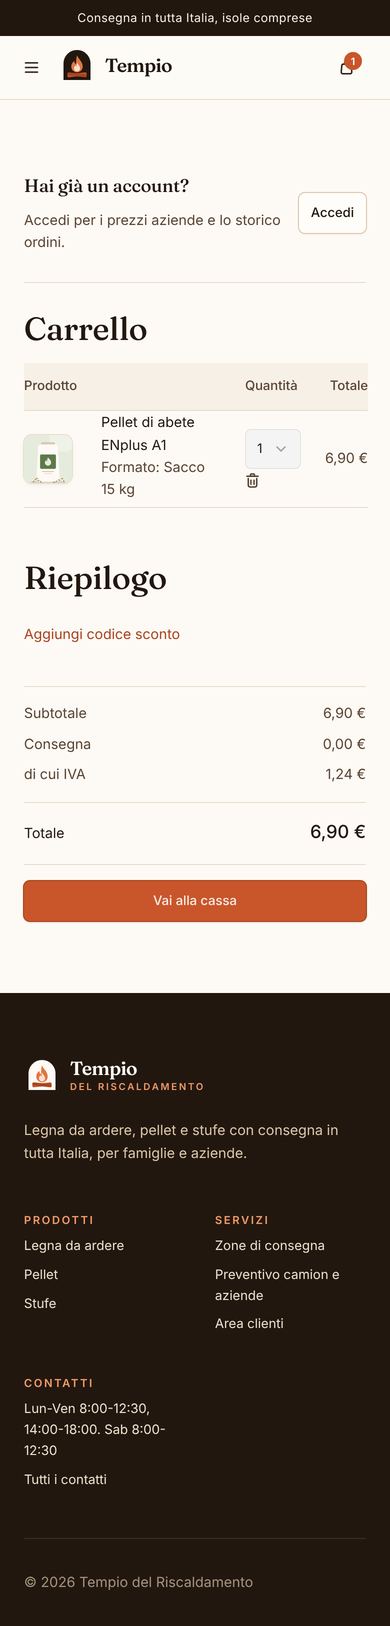 Consegna in tutta Italia, isole comprese
Tempio
1
Hai già un account?
Accedi per i prezzi aziende e lo storico
ordini.
Accedi
Carrello
Prodotto Quantità Totale
Pellet di abete
ENplus A1
Formato: Sacco
15 kg
1
6,90 €
Riepilogo
Aggiungi codice sconto
Subtotale 6,90 €
Consegna 0,00 €
di cui IVA 1,24 €
Totale 6,90 €
Vai alla cassa
Tempio
DEL RISCALDAMENTO
Legna da ardere, pellet e stufe con consegna in
tutta Italia, per famiglie e aziende.
PRODOTTI
Legna da ardere
Pellet
Stufe
SERVIZI
Zone di consegna
Preventivo camion e
aziende
Area clienti
CONTATTI
Lun-Ven 8:00-12:30,
14:00-18:00. Sab 8:00-
12:30
Tutti i contatti
© 2026 Tempio del Riscaldamento